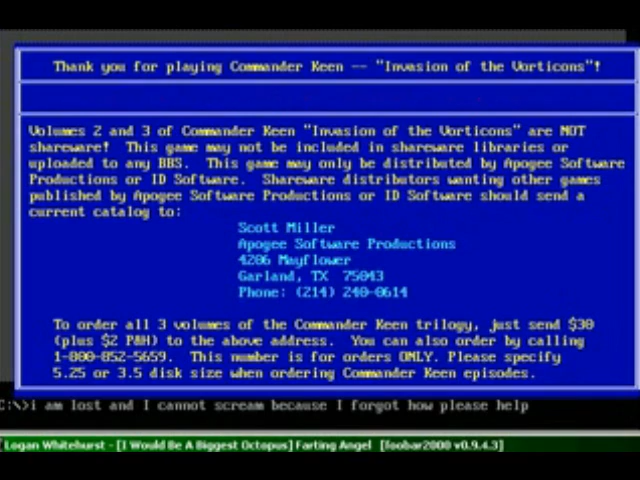 Thank you for playing Commander Keen -- "Invasion of the Vorticons"!
Volumes 2 and 3 of Commander Keen "Invasion of the Vorticons" are NOT
shareware!  This game may not be included in shareware libraries or
uploaded to any BBS.  This game may only be distributed by Apogee Software
Productions or ID Software.  Shareware distributors wanting other games
published by Apogee Software Productions or ID Software should send a
current catalog to:
Scott Miller
Apogee Software Productions
4206 Mayflower
Garland, TX  75043
Phone: (214) 240-0614
To order all 3 volumes of the Commander Keen trilogy, just send $30
(plus $2 P&H) to the above address.  You can also order by calling
1-800-852-5659.  This number is for orders ONLY. Please specify
5.25 or 3.5 disk size when ordering Commander Keen episodes.
C:\>i am lost and I cannot scream because I forgot how please help
Logan Whitehurst - [I Would Be A Biggest Octopus] Farting Angel   [foobar2000 v0.9.4.3]